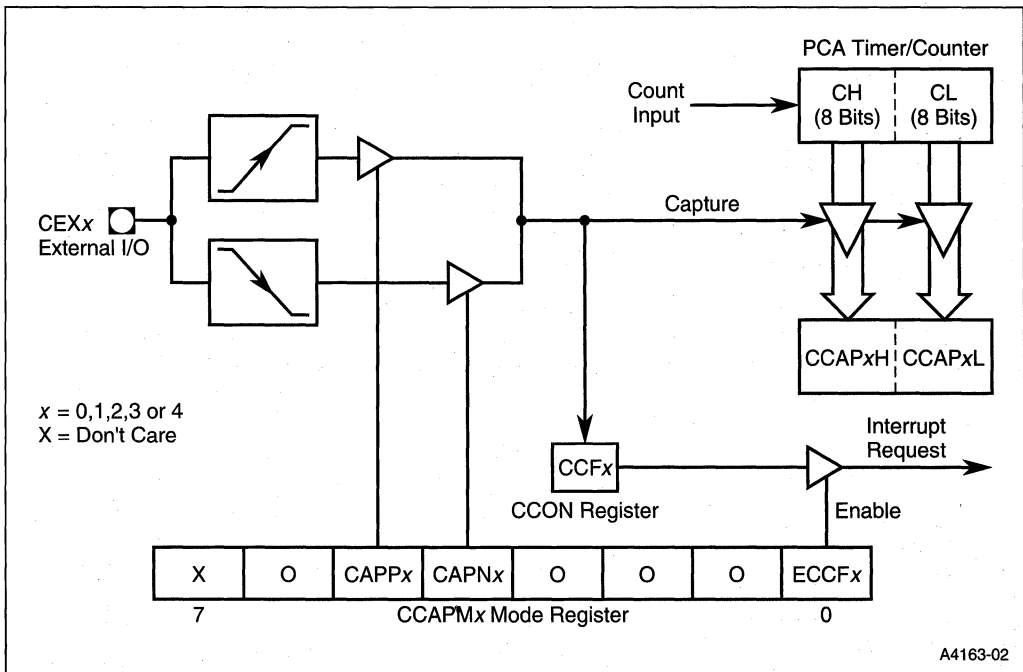 PCA Timer/Counter
Count
Input
CH
(8 Bits)
CL
(8 Bits)
CEXx
External I/O
Capture
CCAPxH
CCAPxL
x = 0,1,2,3 or 4
X = Don't Care
Interrupt
Request
CCFx
CCON Register
Enable
X O CAPPx CAPNx O O O ECCFx
7 CCAPMx Mode Register 0
A4163-02